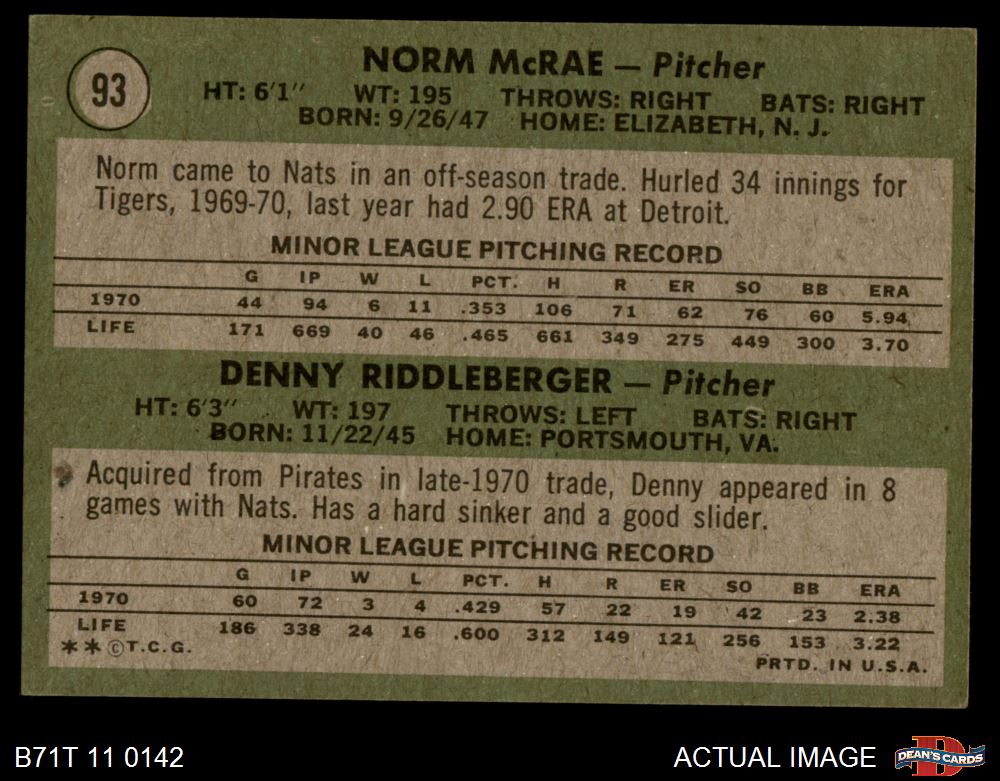 93
NORM McRAE — Pitcher
HT: 6'1" WT: 195 THROWS: RIGHT BATS: RIGHT
BORN: 9/26/47 HOME: ELIZABETH, N. J.
Norm came to Nats in an off-season trade. Hurled 34 innings for
Tigers, 1969-70, last year had 2.90 ERA at Detroit.
MINOR LEAGUE PITCHING RECORD
G IP W L PCT. H R ER SO BB ERA
1970 44 94 6 11 .353 106 71 62 76 60 5.94
LIFE 171 669 40 46 .465 661 349 275 449 300 3.70
DENNY RIDDLEBERGER — Pitcher
HT: 6'3" WT: 197 THROWS: LEFT BATS: RIGHT
BORN: 11/22/45 HOME: PORTSMOUTH, VA.
Acquired from Pirates in late-1970 trade, Denny appeared in 8
games with Nats. Has a hard sinker and a good slider.
MINOR LEAGUE PITCHING RECORD
G IP W L PCT. H R ER SO BB ERA
1970 60 72 3 4 .429 57 22 19 42 23 2.38
LIFE 186 338 24 16 .600 312 149 121 256 153 3.22
**©T.C.G.
PRTD. IN U.S.A.
B71T 11 0142
ACTUAL IMAGE
D
DEAN'S CARDS